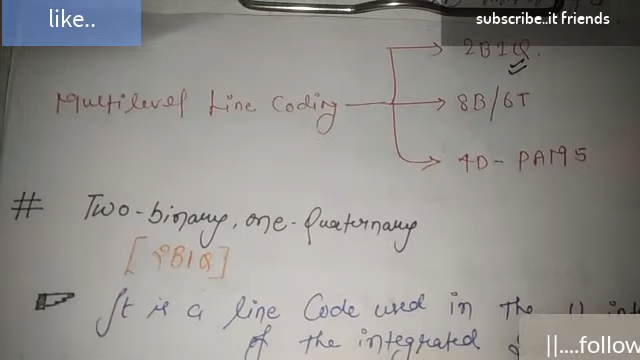 like..
subscribe..it friends
2B1Q.
Multilevel Line Coding
8B/6T
4D-PAM5
# Two-binary, one-quaternary
[2B1Q]
It is a line Code used in the U
of the integrated
||....follow